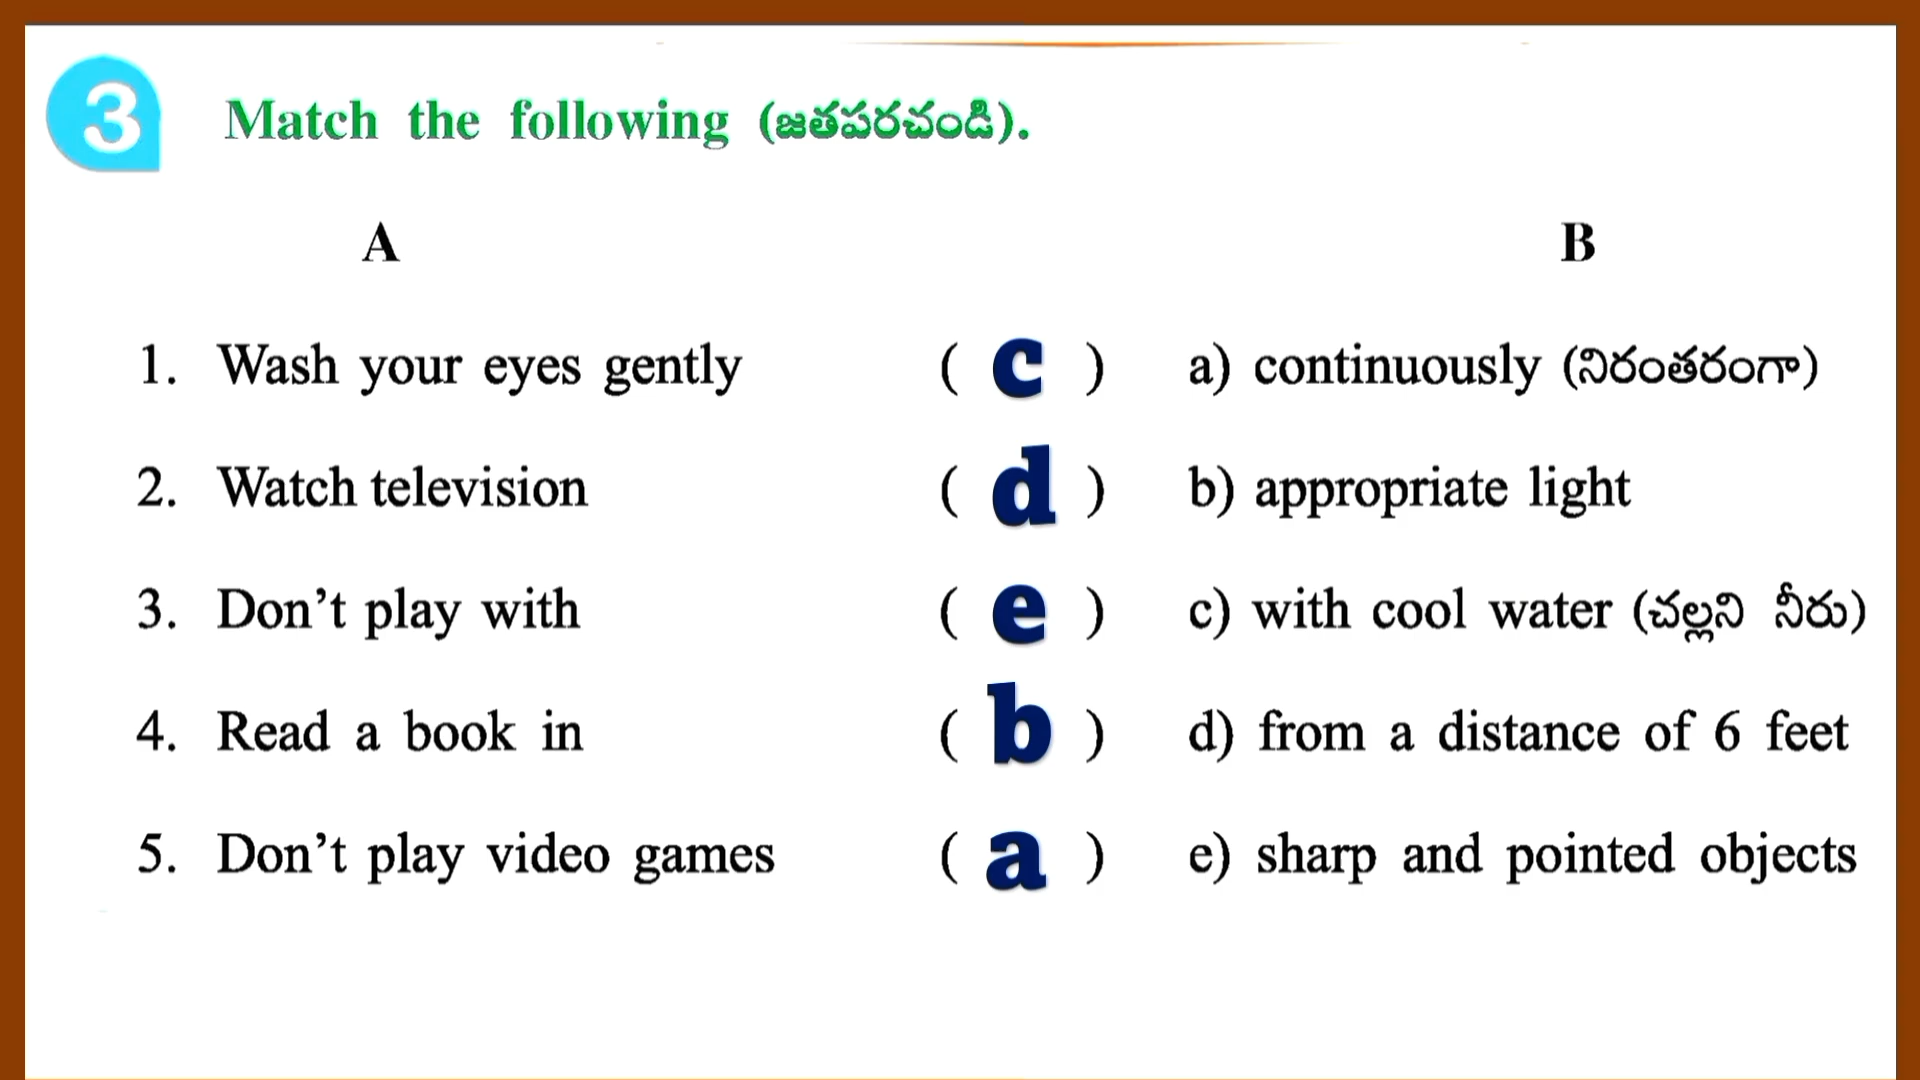 3 Match the following (జతపరచండి).
A B
1. Wash your eyes gently ( c ) a) continuously (నిరంతరంగా)
2. Watch television ( d ) b) appropriate light
3. Don’t play with ( e ) c) with cool water (చల్లని నీరు)
4. Read a book in ( b ) d) from a distance of 6 feet
5. Don’t play video games ( a ) e) sharp and pointed objects